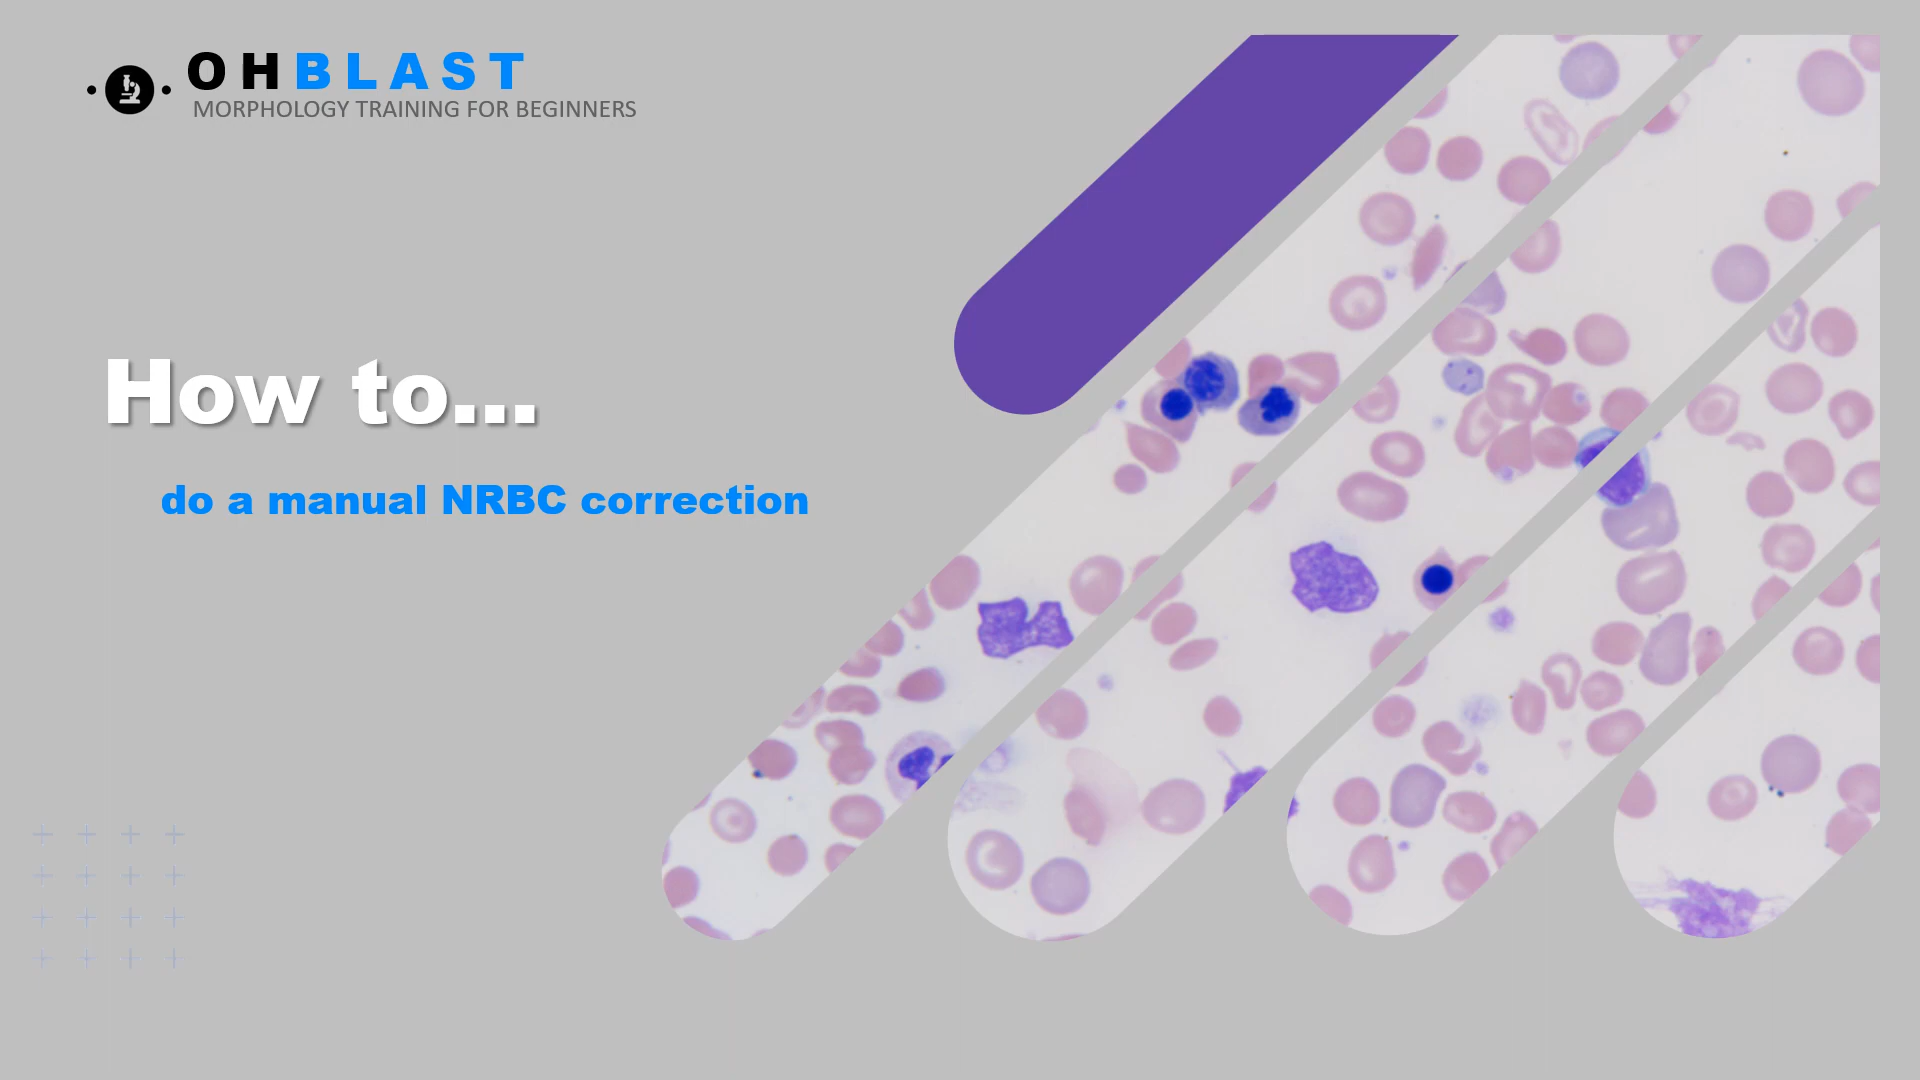 OHBLAST
MORPHOLOGY TRAINING FOR BEGINNERS
How to...
do a manual NRBC correction